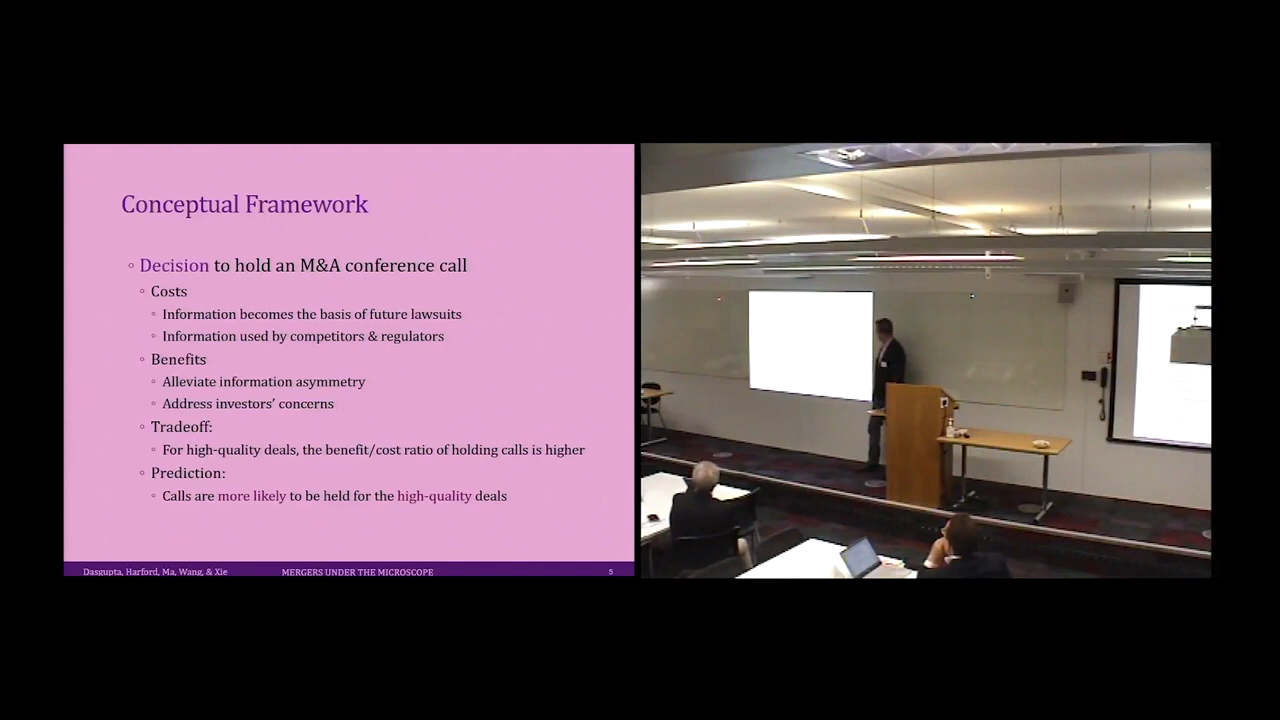 Conceptual Framework
◦ Decision to hold an M&A conference call
◦ Costs
◦ Information becomes the basis of future lawsuits
◦ Information used by competitors & regulators
◦ Benefits
◦ Alleviate information asymmetry
◦ Address investors’ concerns
◦ Tradeoff:
◦ For high-quality deals, the benefit/cost ratio of holding calls is higher
◦ Prediction:
◦ Calls are more likely to be held for the high-quality deals
Dasgupta, Harford, Ma, Wang, & Xie
MERGERS UNDER THE MICROSCOPE
5